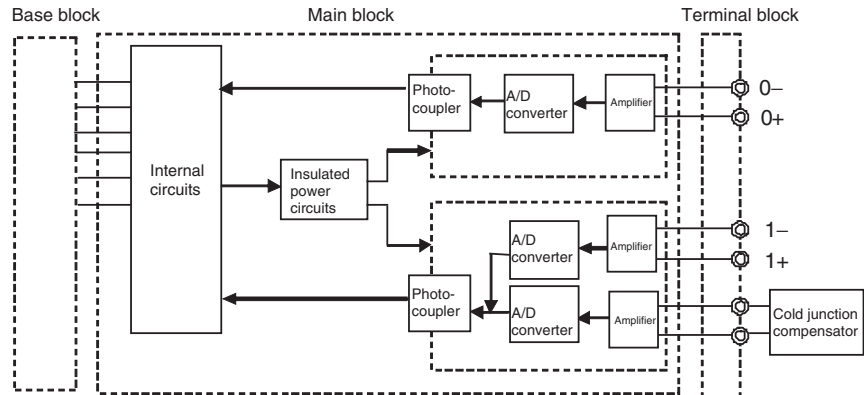 Base block
Main block
Terminal block
Internal
circuits
Insulated
power
circuits
Photo-
coupler
A/D
converter
Amplifier
0−
0+
A/D
converter
Amplifier
1−
1+
Photo-
coupler
A/D
converter
Amplifier
Cold junction
compensator